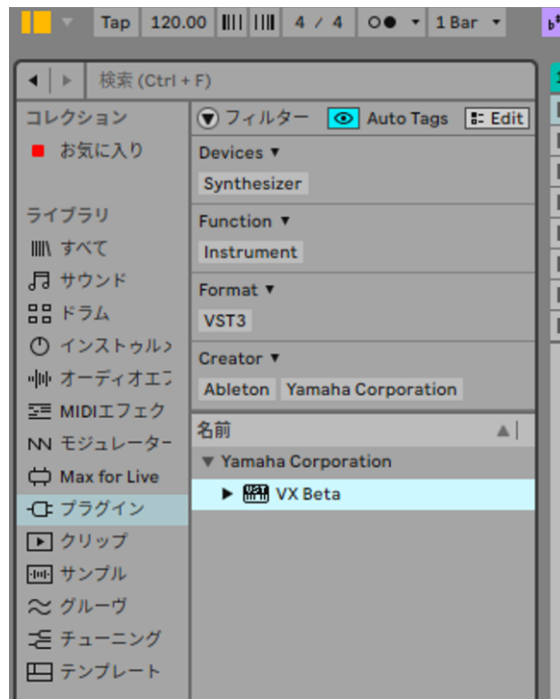 Tap 120.00 4 / 4 1 Bar
検索 (Ctrl + F)
コレクション
お気に入り
ライブラリ
すべて
サウンド
ドラム
インストゥルメ
オーディオエフ
MIDIエフェク
モジュレーター
Max for Live
プラグイン
クリップ
サンプル
グルーヴ
チューニング
テンプレート
フィルター Auto Tags Edit
Devices
Synthesizer
Function
Instrument
Format
VST3
Creator
Ableton Yamaha Corporation
名前
Yamaha Corporation
VX Beta